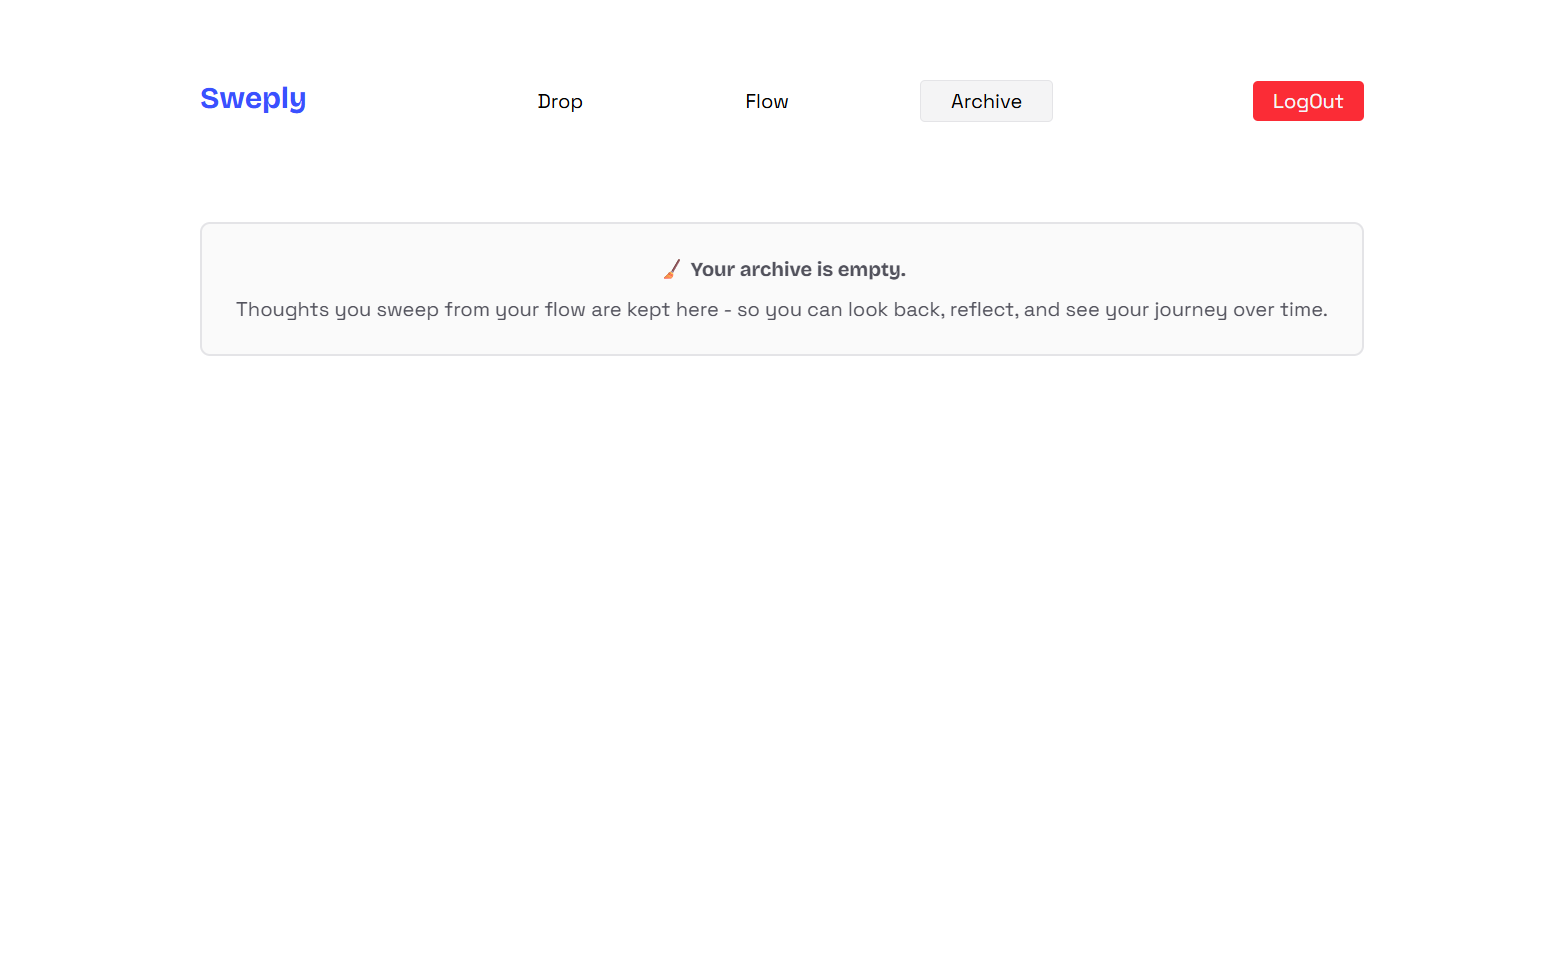 Sweply
Drop
Flow
Archive
LogOut
🧹 Your archive is empty.
Thoughts you sweep from your flow are kept here - so you can look back, reflect, and see your journey over time.